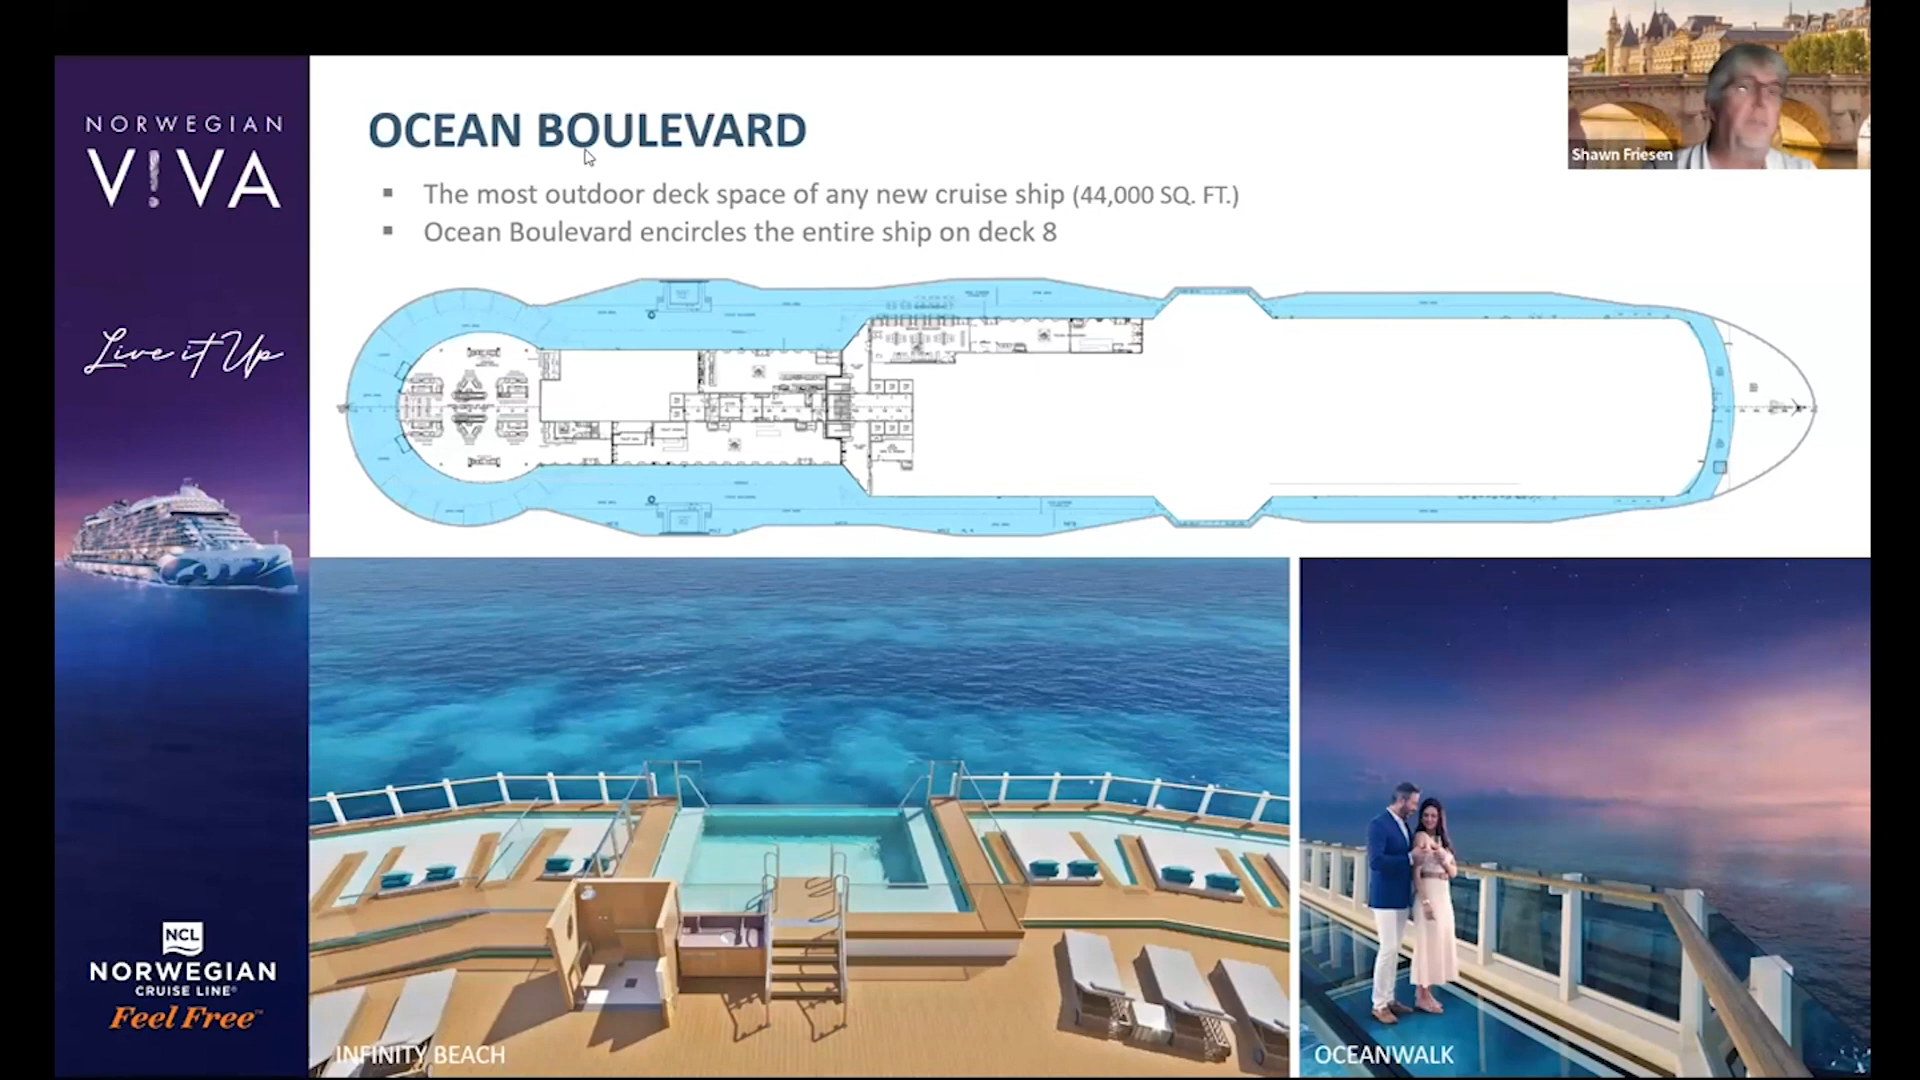 NORWEGIAN
V!VA
Live it Up
NCL
NORWEGIAN
CRUISE LINE®
Feel Free™
OCEAN BOULEVARD
▪ The most outdoor deck space of any new cruise ship (44,000 SQ. FT.)
▪ Ocean Boulevard encircles the entire ship on deck 8
INFINITY BEACH
OCEANWALK
Shawn Friesen